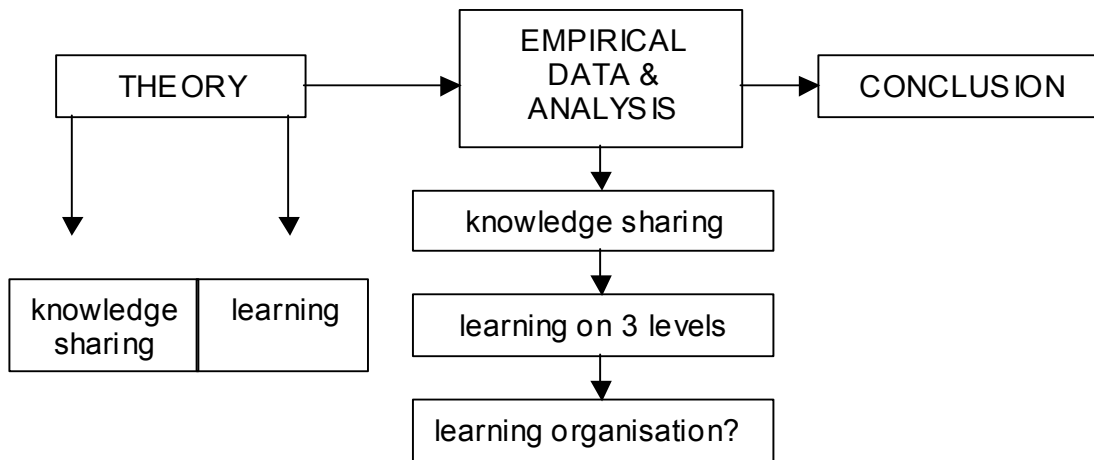 THEORY
EMPIRICAL
DATA &
ANALYSIS
CONCLUSION
knowledge
sharing
learning
knowledge sharing
learning on 3 levels
learning organisation?